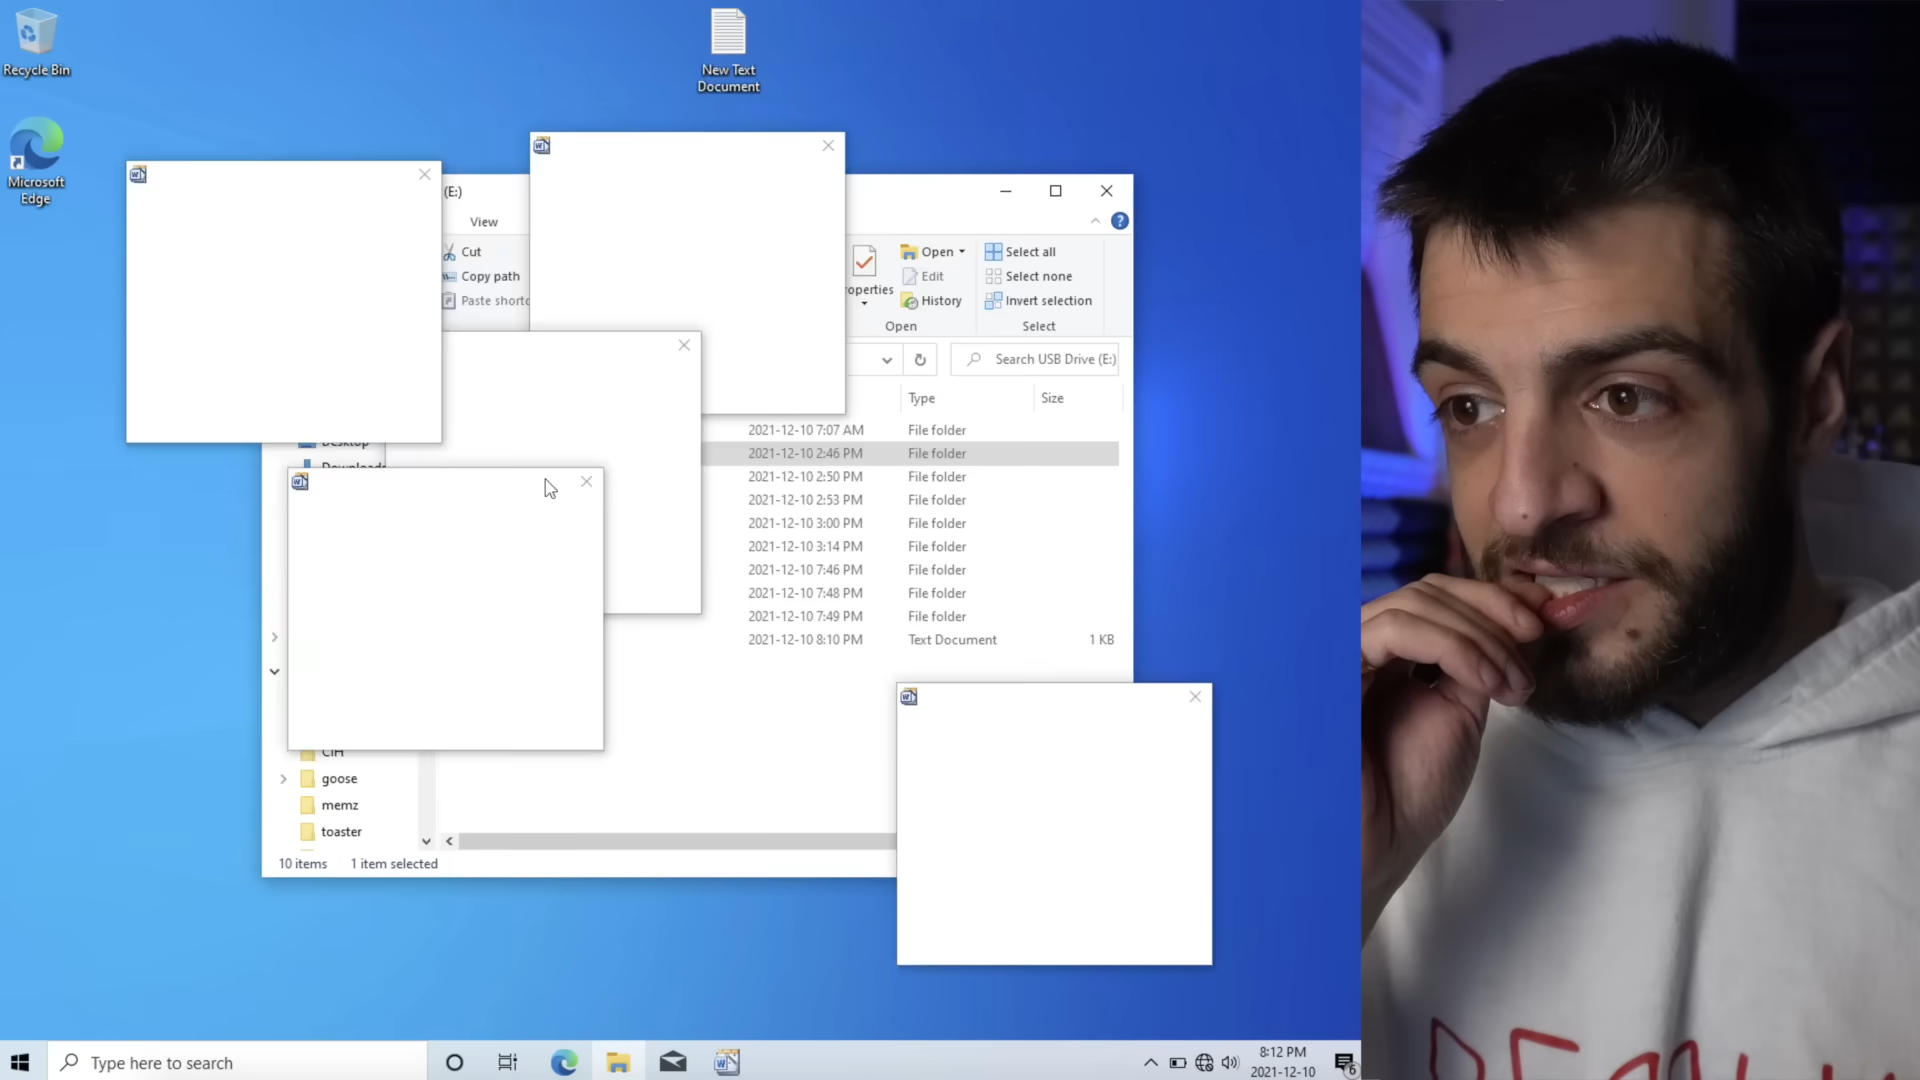 Recycle Bin
New Text
Document
Microsoft
Edge
(E:)
View
Cut
Copy path
Paste shortc
roperties
Open
Edit
History
Open
Select all
Select none
Invert selection
Select
Search USB Drive (E:)
Type
Size
2021-12-10 7:07 AM File folder
2021-12-10 2:46 PM File folder
2021-12-10 2:50 PM File folder
2021-12-10 2:53 PM File folder
2021-12-10 3:00 PM File folder
2021-12-10 3:14 PM File folder
2021-12-10 7:46 PM File folder
2021-12-10 7:48 PM File folder
2021-12-10 7:49 PM File folder
2021-12-10 8:10 PM Text Document 1 KB
Desktop
Downloads
CIH
goose
memz
toaster
10 items 1 item selected
Type here to search
8:12 PM
2021-12-10
6